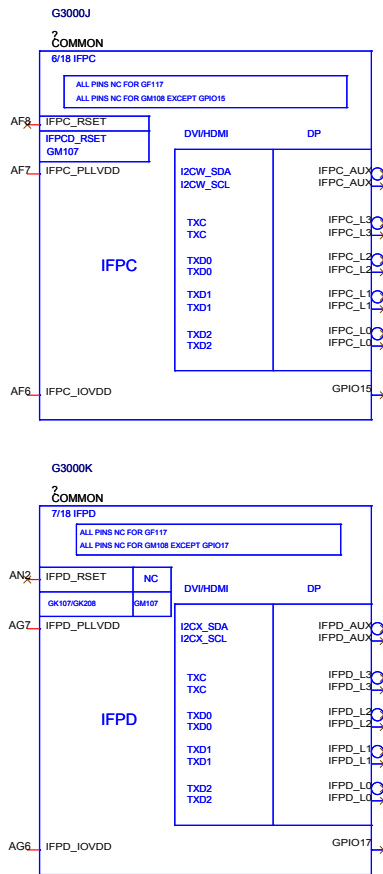 G3000J
?
COMMON
6/18 IFPC
ALL PINS NC FOR GF117
ALL PINS NC FOR GM108 EXCEPT GPIO15
AF8 IFPC_RSET
IFPCD_RSET
GM107
DVI/HDMI DP
AF7 IFPC_PLLVDD
I2CW_SDA IFPC_AUX
I2CW_SCL IFPC_AUX
TXC IFPC_L3
TXC IFPC_L3
TXD0 IFPC_L2
TXD0 IFPC_L2
IFPC
TXD1 IFPC_L1
TXD1 IFPC_L1
TXD2 IFPC_L0
TXD2 IFPC_L0
AF6 IFPC_IOVDD GPIO15
G3000K
?
COMMON
7/18 IFPD
ALL PINS NC FOR GF117
ALL PINS NC FOR GM108 EXCEPT GPIO17
AN2 IFPD_RSET NC
GK107/GK208 GM107
DVI/HDMI DP
AG7 IFPD_PLLVDD
I2CX_SDA IFPD_AUX
I2CX_SCL IFPD_AUX
TXC IFPD_L3
TXC IFPD_L3
TXD0 IFPD_L2
TXD0 IFPD_L2
IFPD
TXD1 IFPD_L1
TXD1 IFPD_L1
TXD2 IFPD_L0
TXD2 IFPD_L0
AG6 IFPD_IOVDD GPIO17